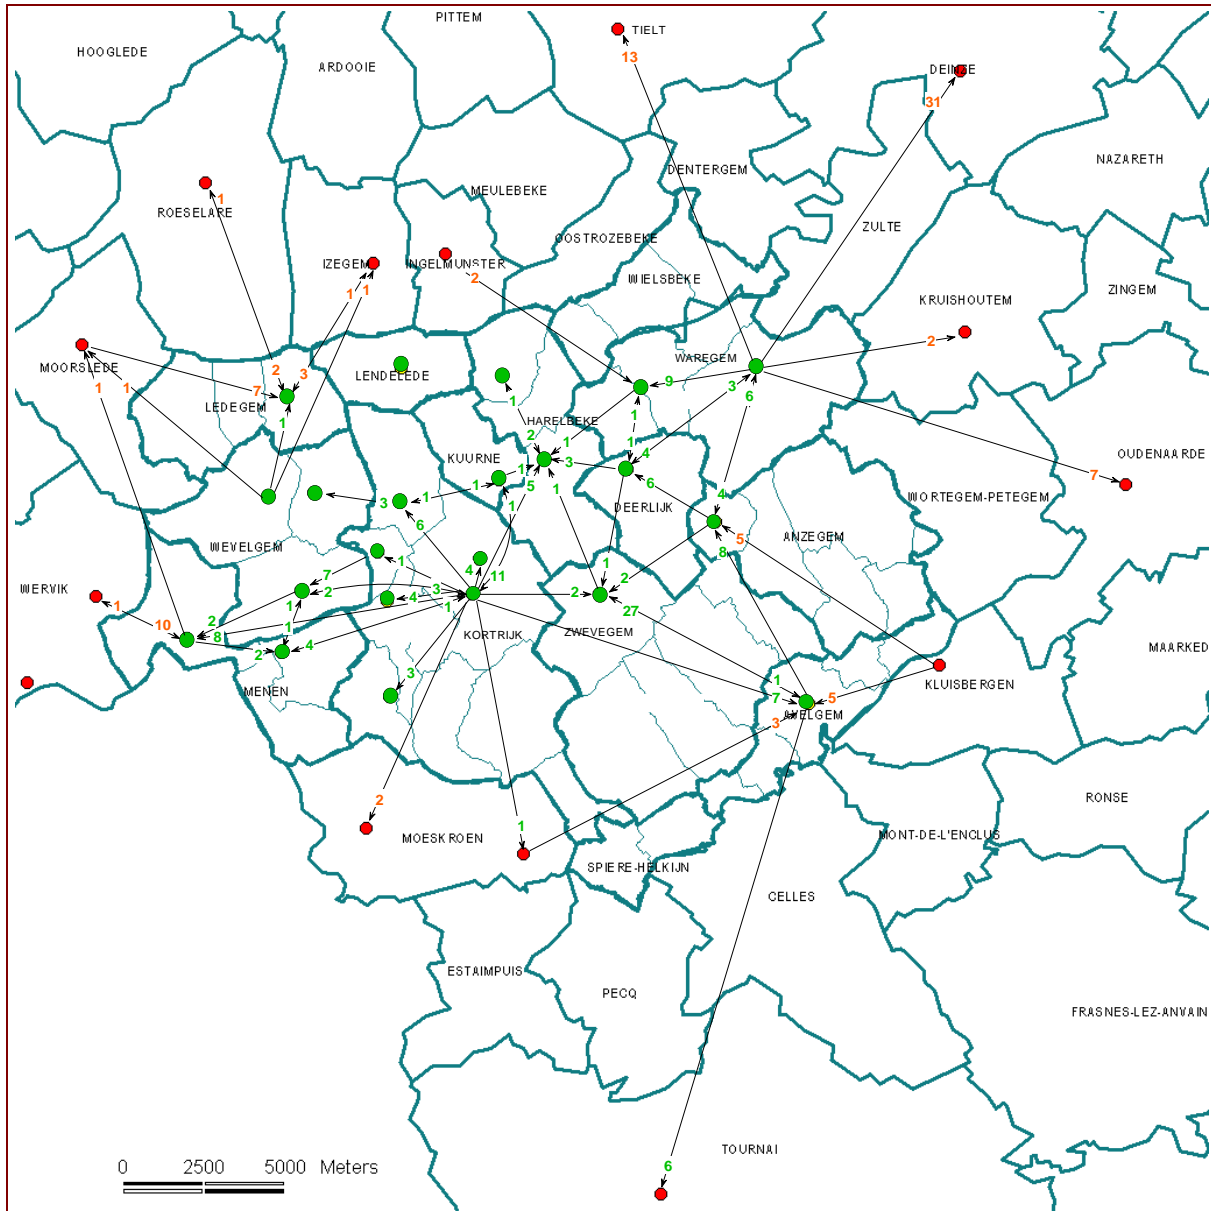 PITTEM
TIELT
HOOGLEDE
ARDOOIE
13
DEINZE
31
NAZARETH
DENTERGEM
MEULEBEKE
1
ROESELARE
ZULTE
OOSTROZEBEKE
IZEGEM
INGELMUNSTER
2
WIELSBEKE
ZINGEM
1
1
KRUISHOUTEM
2
WAREGEM
MOORSLEDE
LENDELEDE
2
3
9
3
1
1
7
6
LEDEGEM
1
1
1
HARELBEKE
2
1
1
OUDENAARDE
KUURNE
4
1
3
WORTEGEM-PETEGEM
7
1
5
1
6
3
1
1
4
DEERLIJK
6
ANZEGEM
5
WEVELGEM
8
1
1
7
4
11
2
WERVIK
2
3
4
2
1
1
27
10
2
8
1
KORTRIJK
ZWEVEGEM
2
4
MAARKED
3
1
KLUISBERGEN
MENEN
7
5
AVELGEM
3
2
RONSE
1
MOESKROEN
MONT-DE-L'ENCLUS
SPIERE-HELKIJN
CELLES
ESTAIMPUIS
PECQ
FRASNES-LEZ-ANVAIN
TOURNAI
6
0 2500 5000 Meters